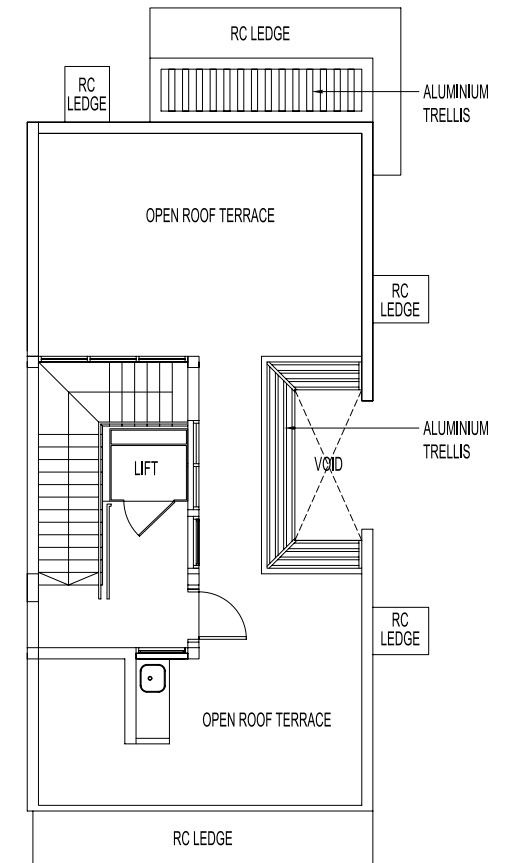 RC LEDGE
RC
LEDGE
ALUMINIUM
TRELLIS
OPEN ROOF TERRACE
RC
LEDGE
ALUMINIUM
TRELLIS
LIFT
VOID
RC
LEDGE
OPEN ROOF TERRACE
RC LEDGE